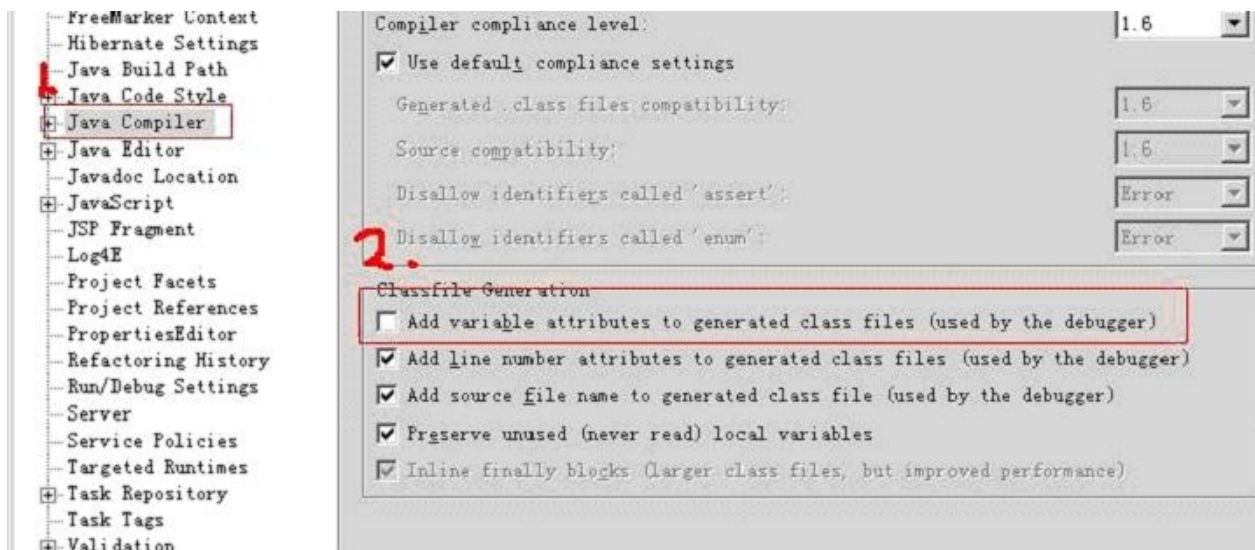 FreeMarker Context
Hibernate Settings
Java Build Path
1.
Java Code Style
Java Compiler
Java Editor
Javadoc Location
JavaScript
JSP Fragment
Log4E
Project Facets
Project References
PropertiesEditor
Refactoring History
Run/Debug Settings
Server
Service Policies
Targeted Runtimes
Task Repository
Task Tags
Validation
Compiler compliance level: 1.6
Use default compliance settings
Generated .class files compatibility: 1.6
Source compatibility: 1.6
Disallow identifiers called 'assert': Error
Disallow identifiers called 'enum': Error
2.
Classfile Generation
Add variable attributes to generated class files (used by the debugger)
Add line number attributes to generated class files (used by the debugger)
Add source file name to generated class file (used by the debugger)
Preserve unused (never read) local variables
Inline finally blocks (larger class files, but improved performance)